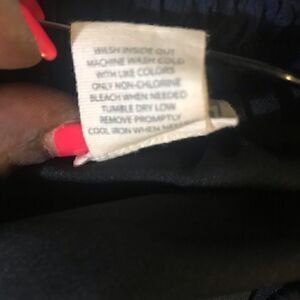 WASH INSIDE OUT
MACHINE WASH COLD
WITH LIKE COLORS
ONLY NON-CHLORINE
BLEACH WHEN NEEDED
TUMBLE DRY LOW
REMOVE PROMPTLY
COOL IRON WHEN